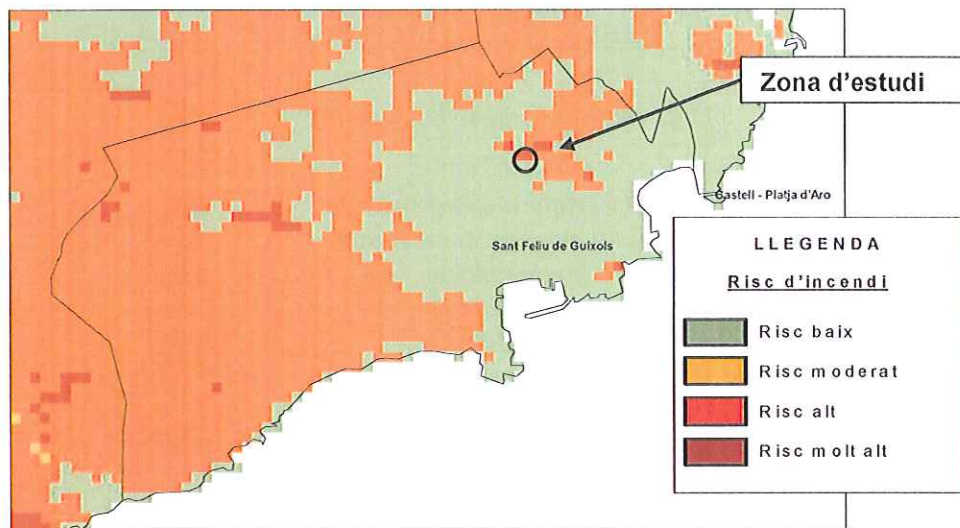 Zona d'estudi
Castell - Platja d'Aro
Sant Feliu de Guíxols
LLEGENDA
Risc d'incendi
Risc baix
Risc moderat
Risc alt
Risc molt alt